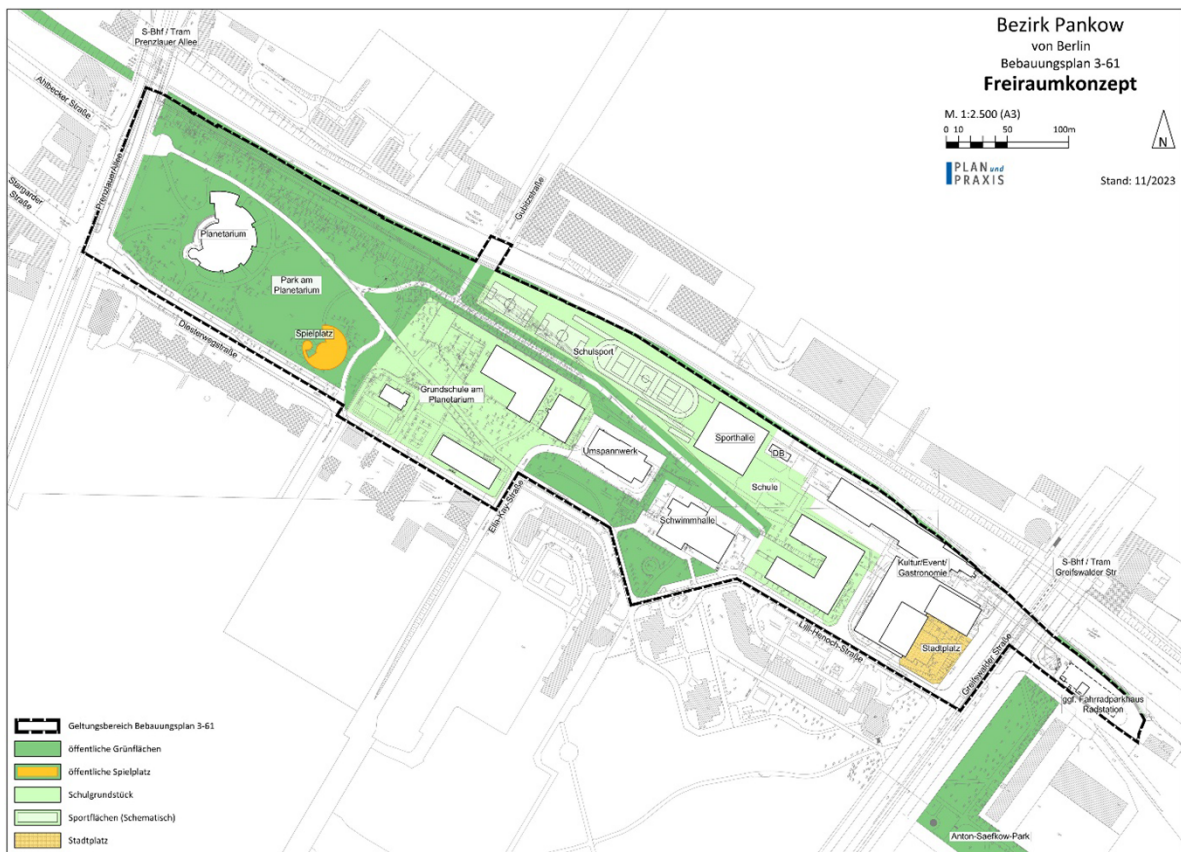 Bezirk Pankow
von Berlin
Bebauungsplan 3-61
Freiraumkonzept
M. 1:2.500 (A3)
0 10 50 100m
N
PLAN und
PRAXIS
Stand: 11/2023
S-Bhf / Tram
Prenzlauer Allee
Ahlbecker Straße
Stargarder
Straße
Prenzlauer Allee
Gubitzstraße
Planetarium
Park am
Planetarium
Spielplatz
Diesterwegstraße
Schulsport
Grundschule am
Planetarium
Sporthalle
DB
Umspannwerk
Schule
Ella-Kay-Straße
Schwimmhalle
Kultur/Event/
Gastronomie
S-Bhf / Tram
Greifswalder Str
Lilli-Henoch-Straße
Stadtplatz
Greifswalder Straße
ggf. Fahrradparkhaus
Radstation
Anton-Saefkow-Park
Geltungsbereich Bebauungsplan 3-61
öffentliche Grünflächen
öffentliche Spielplatz
Schulgrundstück
Sportflächen (Schematisch)
Stadtplatz